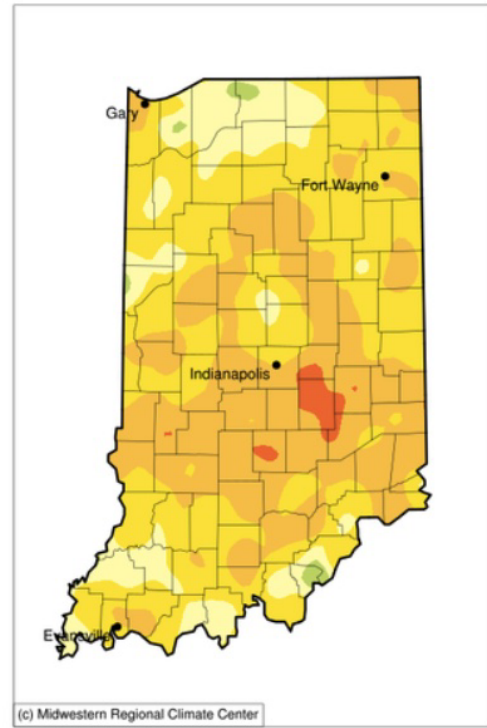 Gary
Fort Wayne
Indianapolis
Evansville
(c) Midwestern Regional Climate Center